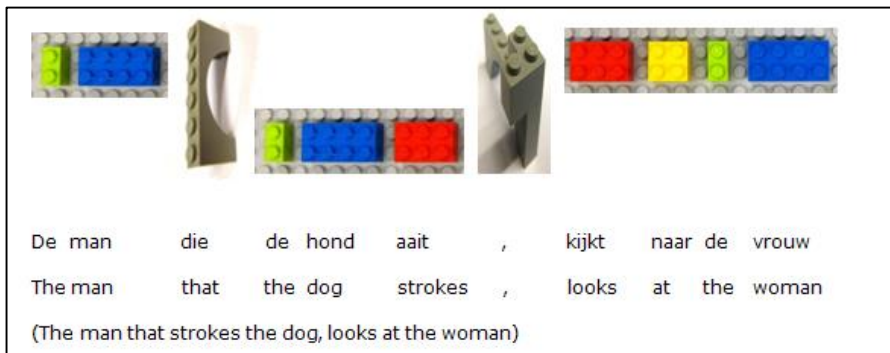 De man die de hond aait , kijkt naar de vrouw
The man that the dog strokes , looks at the woman
(The man that strokes the dog, looks at the woman)